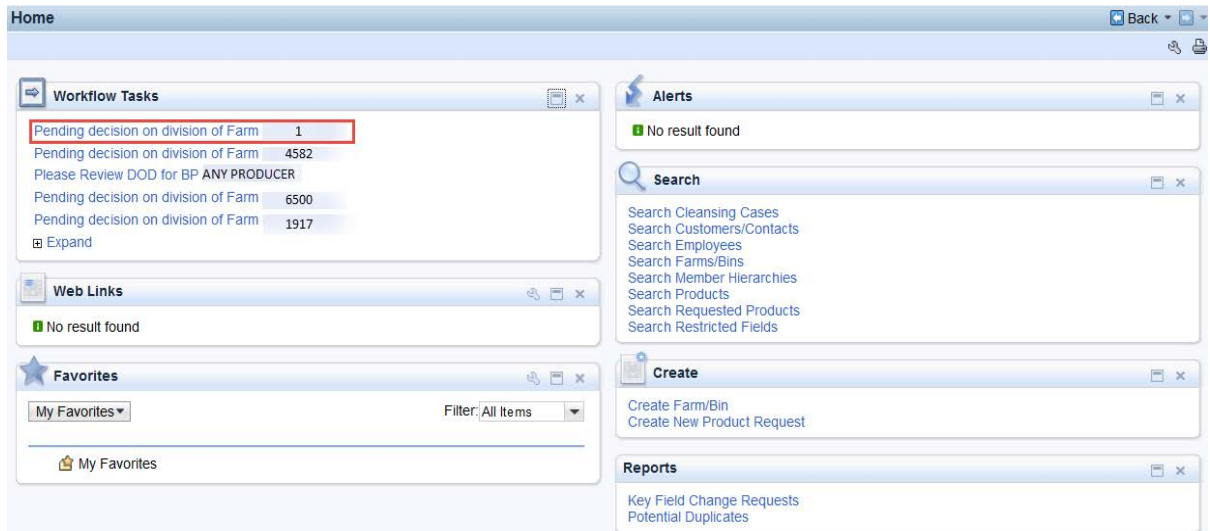 Home
Back
Workflow Tasks
Pending decision on division of Farm 1
Pending decision on division of Farm 4582
Please Review DOD for BP ANY PRODUCER
Pending decision on division of Farm 6500
Pending decision on division of Farm 1917
Expand
Web Links
No result found
Favorites
My Favorites
Filter: All Items
My Favorites
Alerts
No result found
Search
Search Cleansing Cases
Search Customers/Contacts
Search Employees
Search Farms/Bins
Search Member Hierarchies
Search Products
Search Requested Products
Search Restricted Fields
Create
Create Farm/Bin
Create New Product Request
Reports
Key Field Change Requests
Potential Duplicates